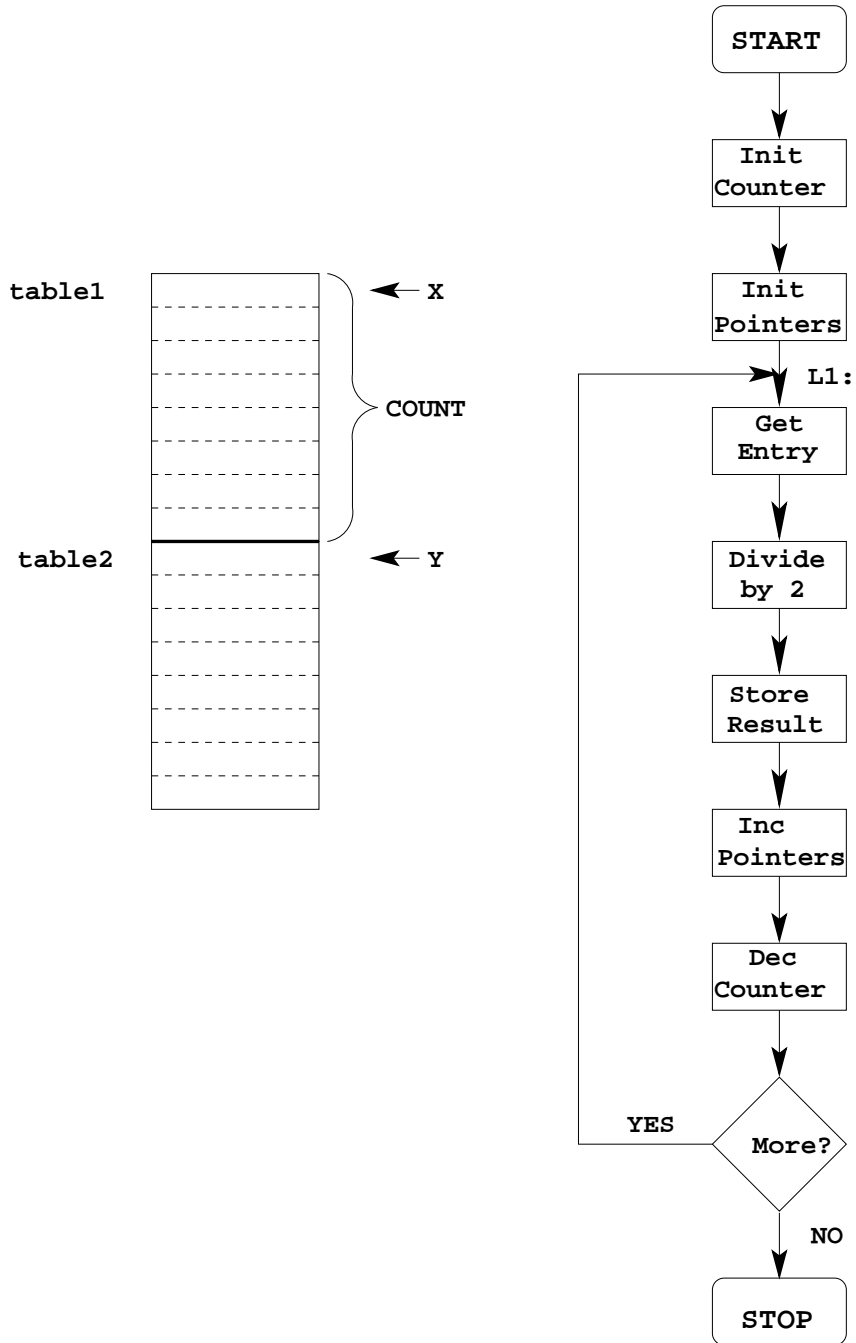 START
Init
Counter
table1
X
Init
Pointers
L1:
COUNT
Get
Entry
table2
Y
Divide
by 2
Store
Result
Inc
Pointers
Dec
Counter
YES
More?
NO
STOP